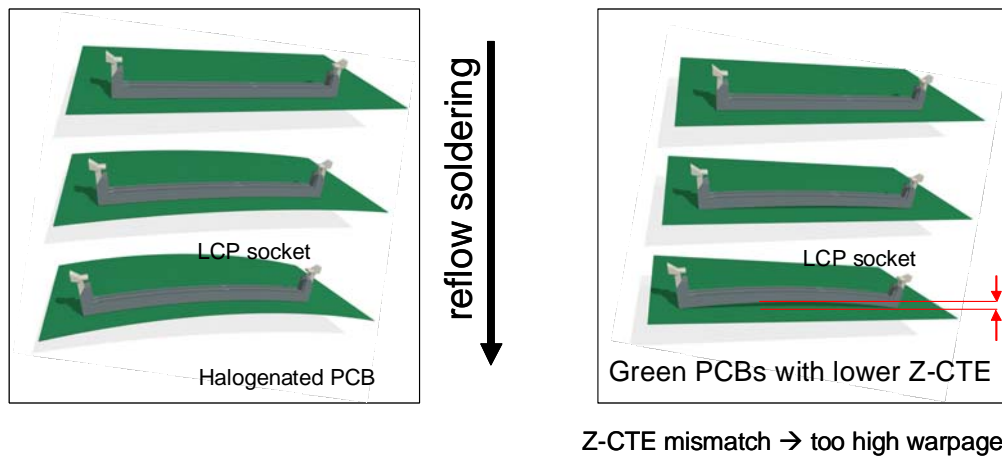 LCP socket
Halogenated PCB
reflow soldering
LCP socket
Green PCBs with lower Z-CTE
Z-CTE mismatch → too high warpage